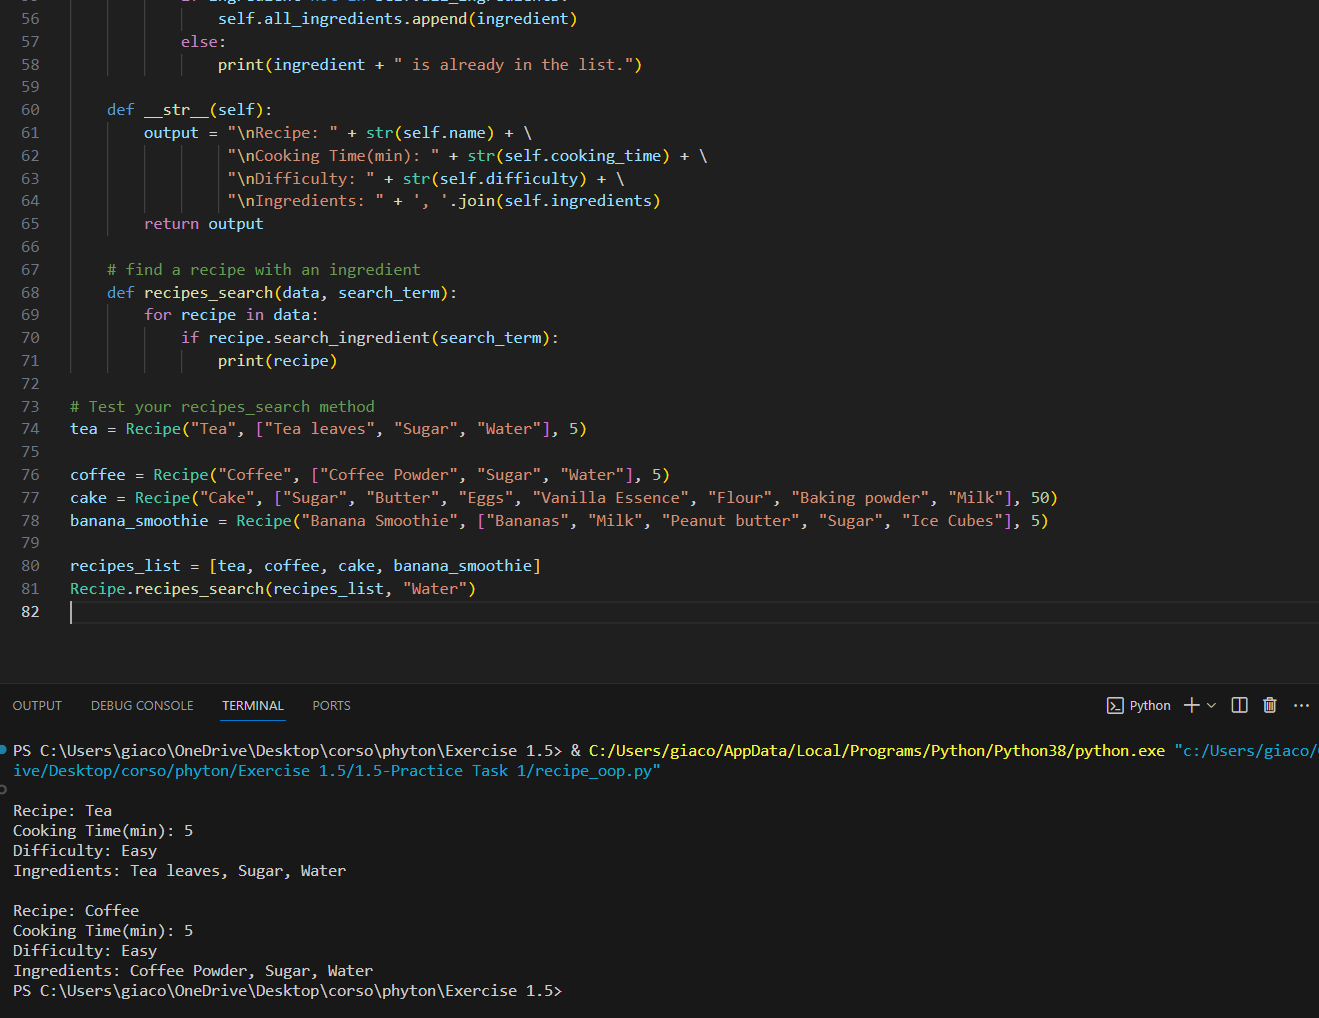 56 self.all_ingredients.append(ingredient)
57 else:
58 print(ingredient + " is already in the list.")
59
60 def __str__(self):
61 output = "\nRecipe: " + str(self.name) + \
62 "\nCooking Time(min): " + str(self.cooking_time) + \
63 "\nDifficulty: " + str(self.difficulty) + \
64 "\nIngredients: " + ', '.join(self.ingredients)
65 return output
66
67 # find a recipe with an ingredient
68 def recipes_search(data, search_term):
69 for recipe in data:
70 if recipe.search_ingredient(search_term):
71 print(recipe)
72
73 # Test your recipes_search method
74 tea = Recipe("Tea", ["Tea leaves", "Sugar", "Water"], 5)
75
76 coffee = Recipe("Coffee", ["Coffee Powder", "Sugar", "Water"], 5)
77 cake = Recipe("Cake", ["Sugar", "Butter", "Eggs", "Vanilla Essence", "Flour", "Baking powder", "Milk"], 50)
78 banana_smoothie = Recipe("Banana Smoothie", ["Bananas", "Milk", "Peanut butter", "Sugar", "Ice Cubes"], 5)
79
80 recipes_list = [tea, coffee, cake, banana_smoothie]
81 Recipe.recipes_search(recipes_list, "Water")
82
OUTPUT DEBUG CONSOLE TERMINAL PORTS Python
PS C:\Users\giaco\OneDrive\Desktop\corso\phyton\Exercise 1.5> & C:/Users/giaco/AppData/Local/Programs/Python/Python38/python.exe "c:/Users/giaco/
ive/Desktop/corso/phyton/Exercise 1.5/1.5-Practice Task 1/recipe_oop.py"
Recipe: Tea
Cooking Time(min): 5
Difficulty: Easy
Ingredients: Tea leaves, Sugar, Water
Recipe: Coffee
Cooking Time(min): 5
Difficulty: Easy
Ingredients: Coffee Powder, Sugar, Water
PS C:\Users\giaco\OneDrive\Desktop\corso\phyton\Exercise 1.5>